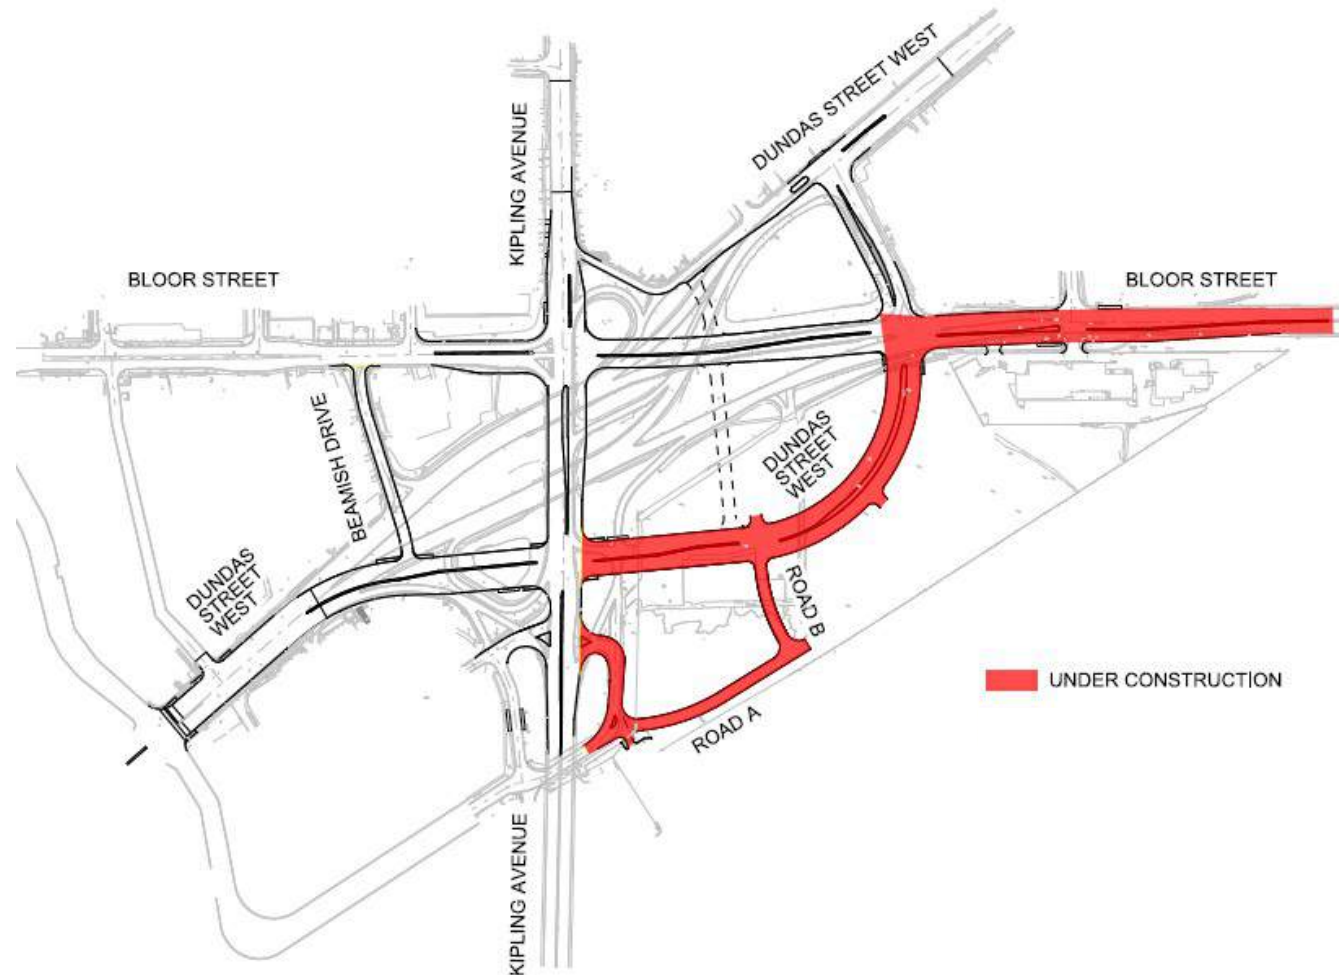 DUNDAS STREET WEST
KIPLING AVENUE
BLOOR STREET
BLOOR STREET
BEAMISH DRIVE
DUNDAS
STREET
WEST
DUNDAS
STREET
WEST
ROAD B
UNDER CONSTRUCTION
ROAD A
KIPLING AVENUE